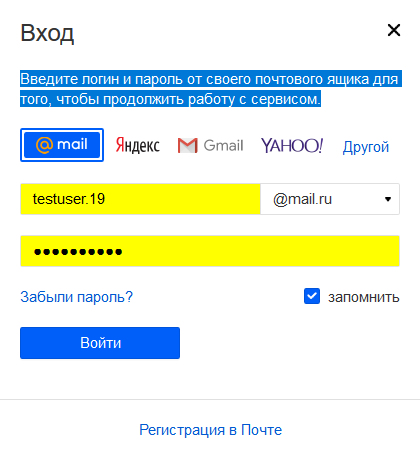 Вход
Введите логин и пароль от своего почтового ящика для
того, чтобы продолжить работу с сервисом.
@mail Яндекс Gmail YAHOO! Другой
testuser.19 @mail.ru
••••••••••
Забыли пароль? запомнить
Войти
Регистрация в Почте